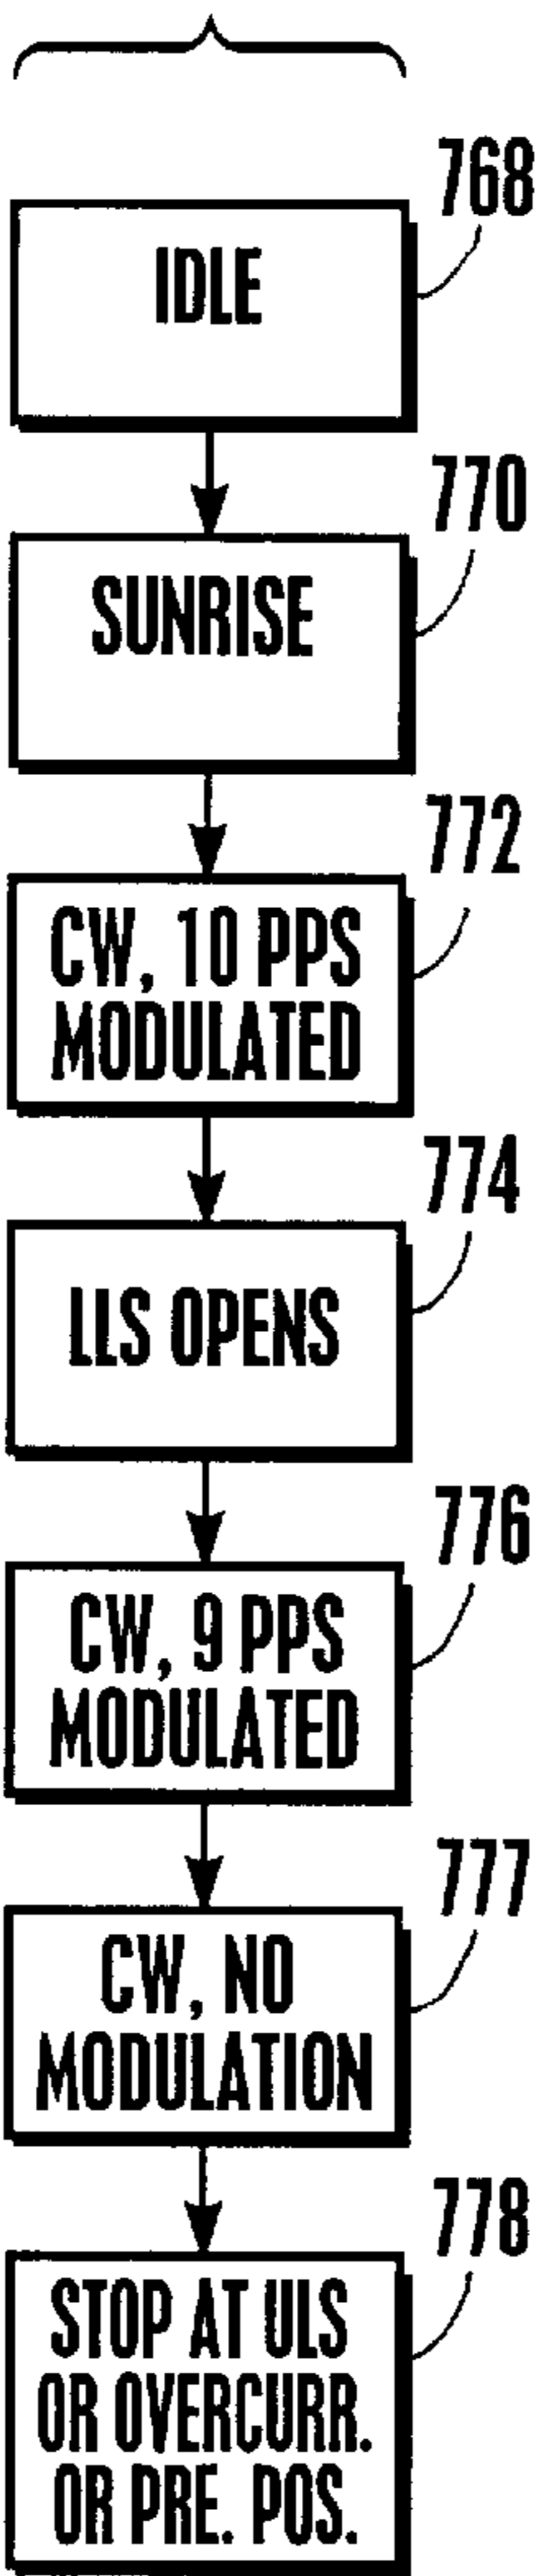 768
IDLE
770
SUNRISE
772
CW, 10 PPS
MODULATED
774
LLS OPENS
776
CW, 9 PPS
MODULATED
777
CW, NO
MODULATION
778
STOP AT ULS
OR OVERCURR.
OR PRE. POS.